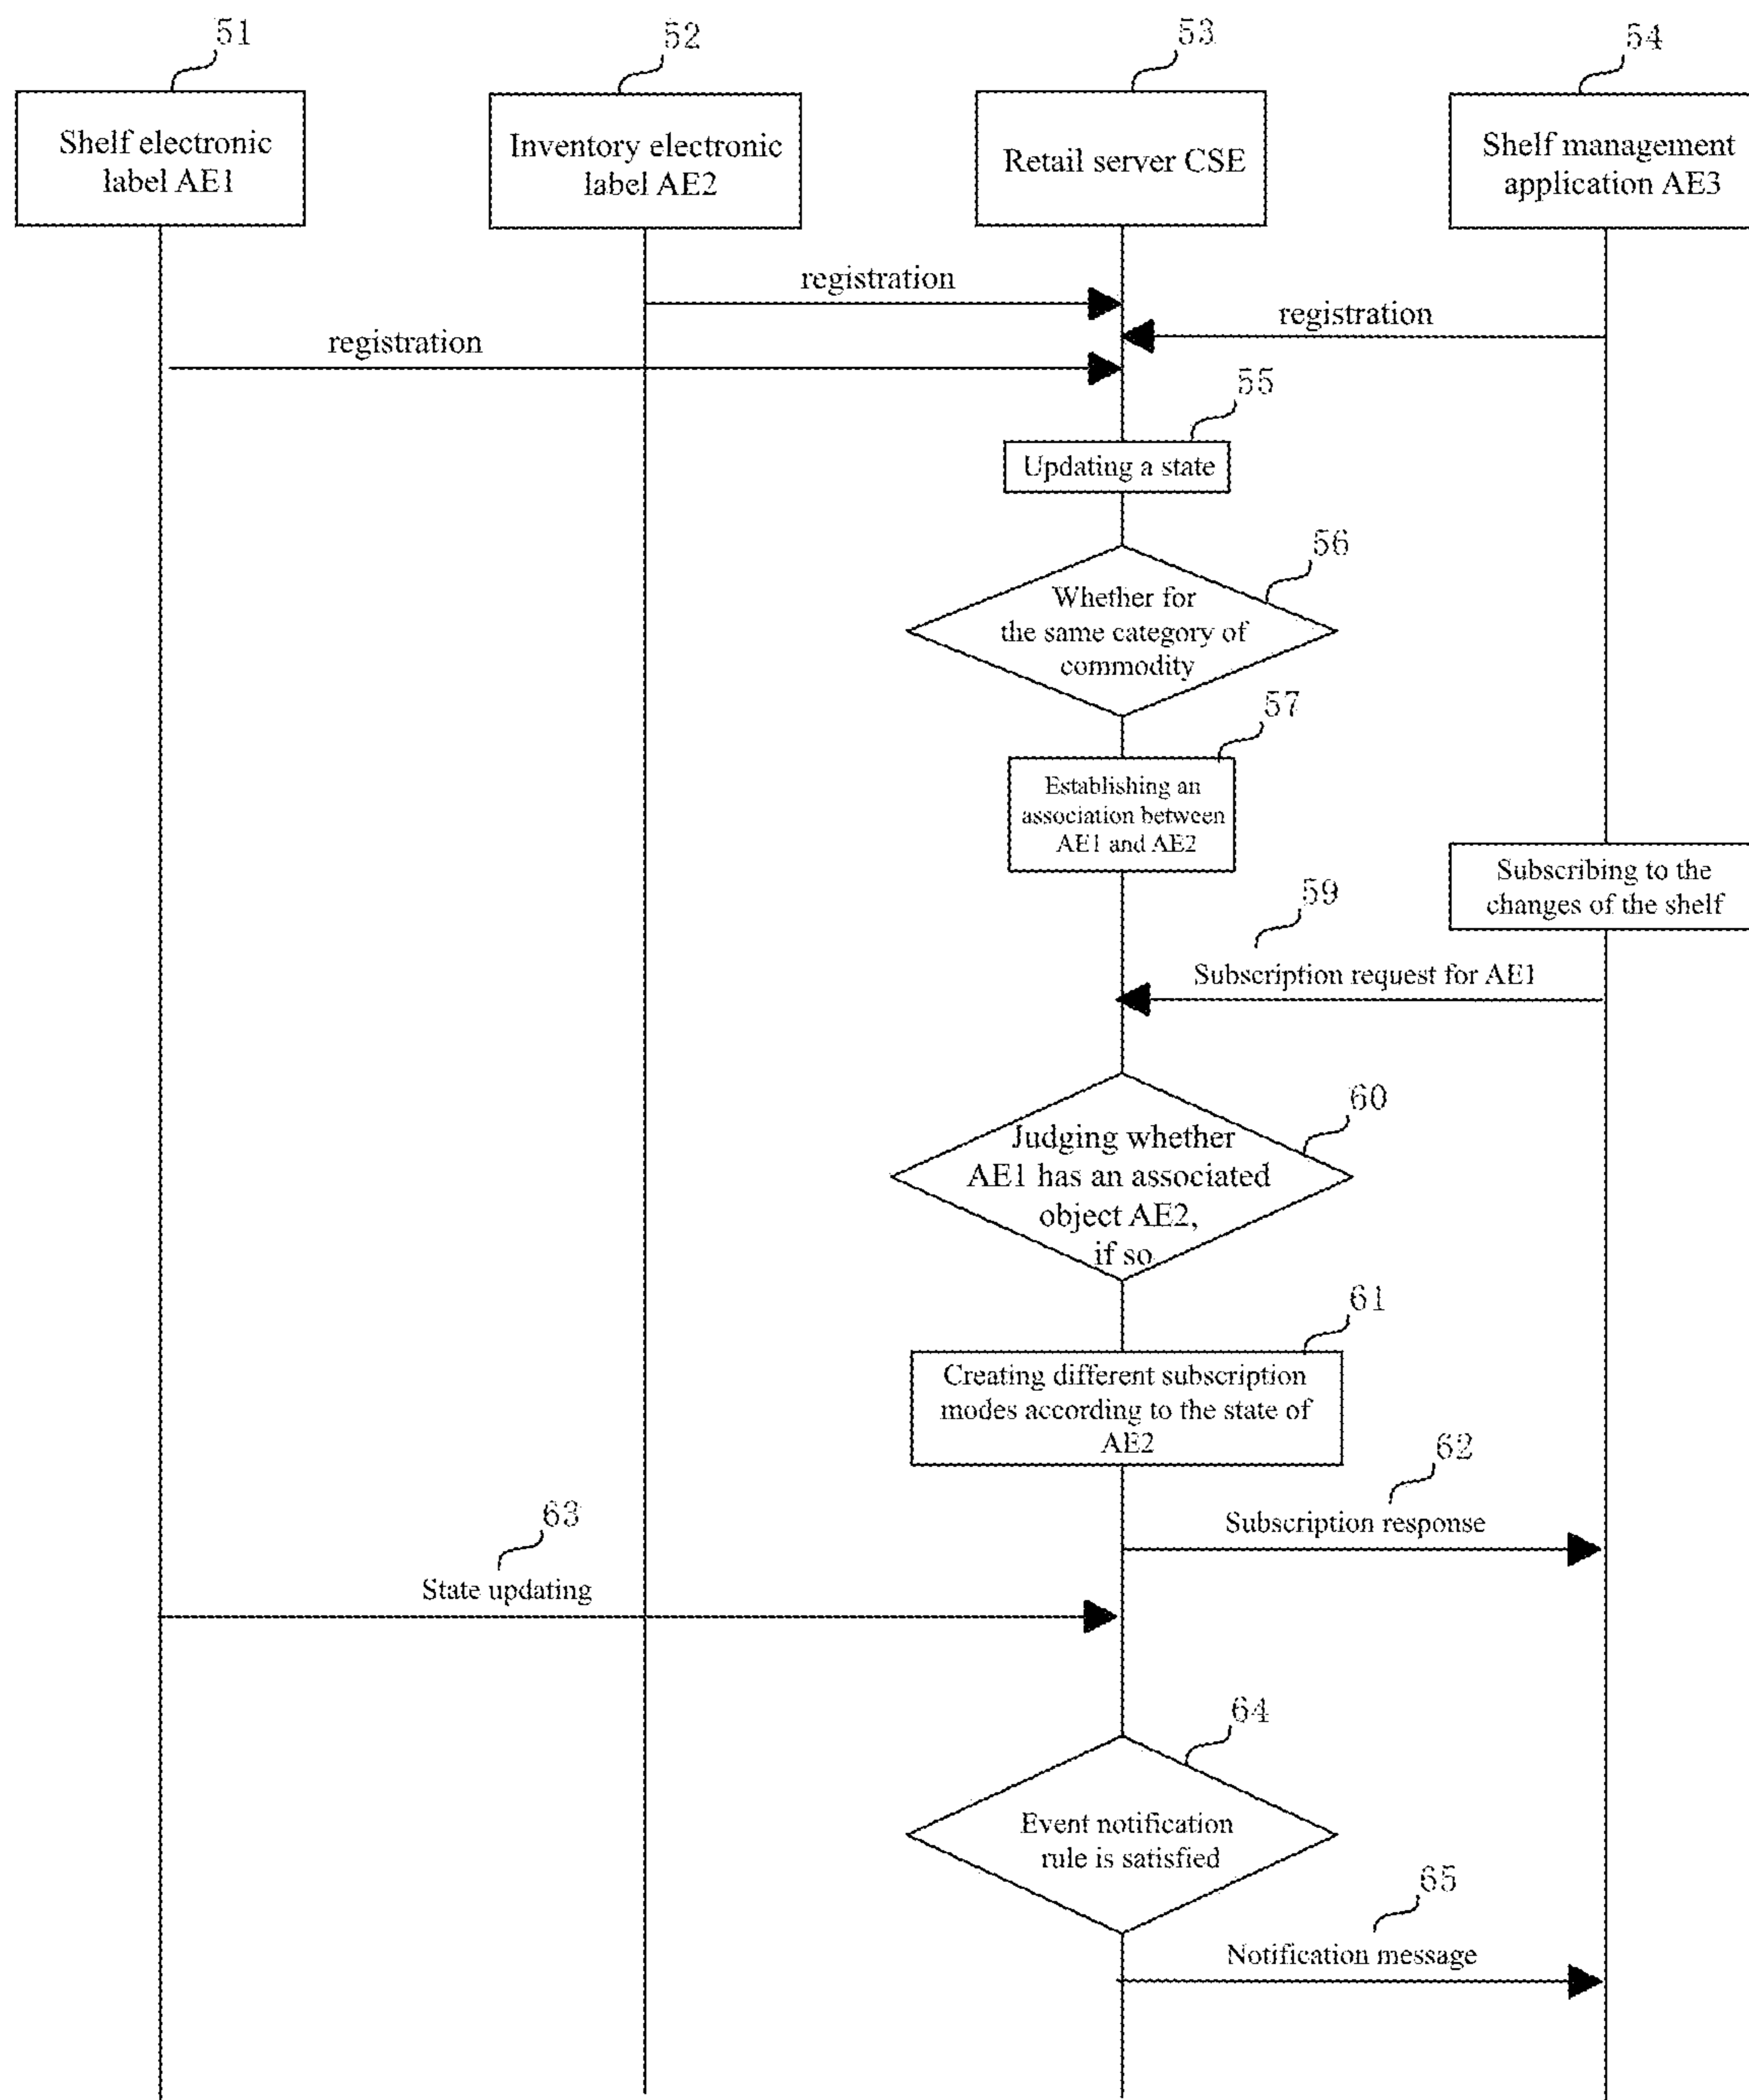 51
52
53
54
Shelf electronic
label AE1
Inventory electronic
label AE2
Retail server CSE
Shelf management
application AE3
registration
registration
registration
55
Updating a state
56
Whether for
the same category of
commodity
57
Establishing an
association between
AE1 and AE2
Subscribing to the
changes of the shelf
59
Subscription request for AE1
60
Judging whether
AE1 has an associated
object AE2,
if so
61
Creating different subscription
modes according to the state of
AE2
62
Subscription response
63
State updating
64
Event notification
rule is satisfied
65
Notification message